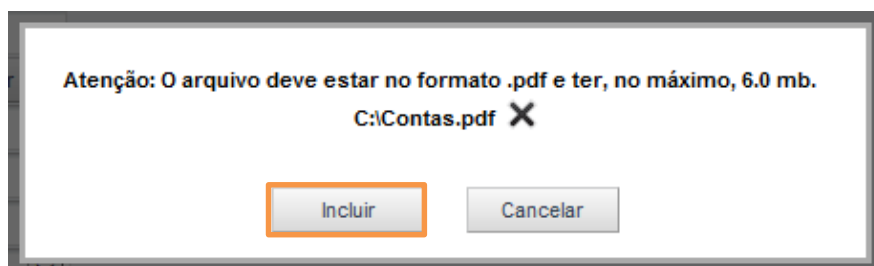 Atenção: O arquivo deve estar no formato .pdf e ter, no máximo, 6.0 mb.
C:\Contas.pdf
Incluir Cancelar